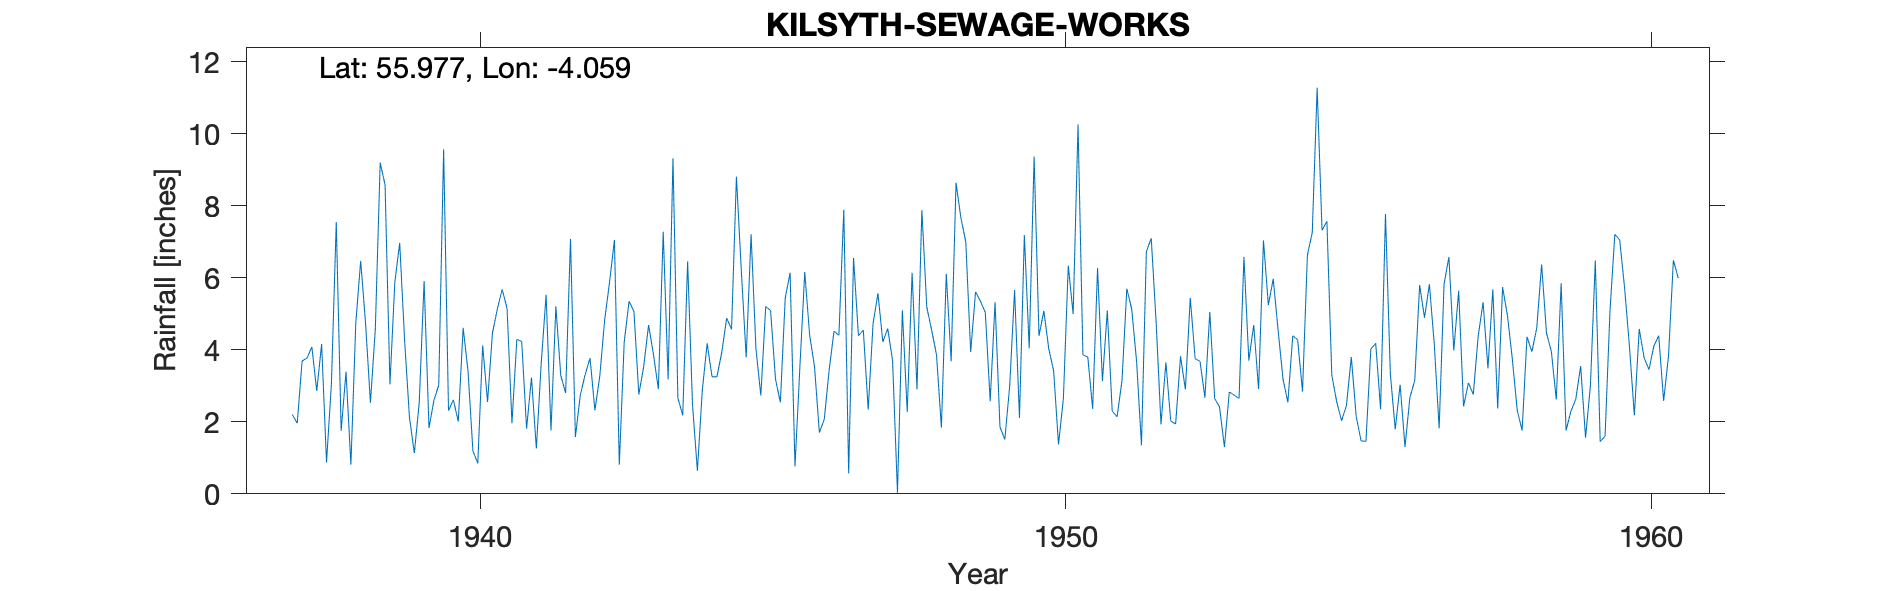 KILSYTH-SEWAGE-WORKS
Lat: 55.977, Lon: -4.059
12
10
8
6
4
2
0
Rainfall [inches]
1940 1950 1960
Year